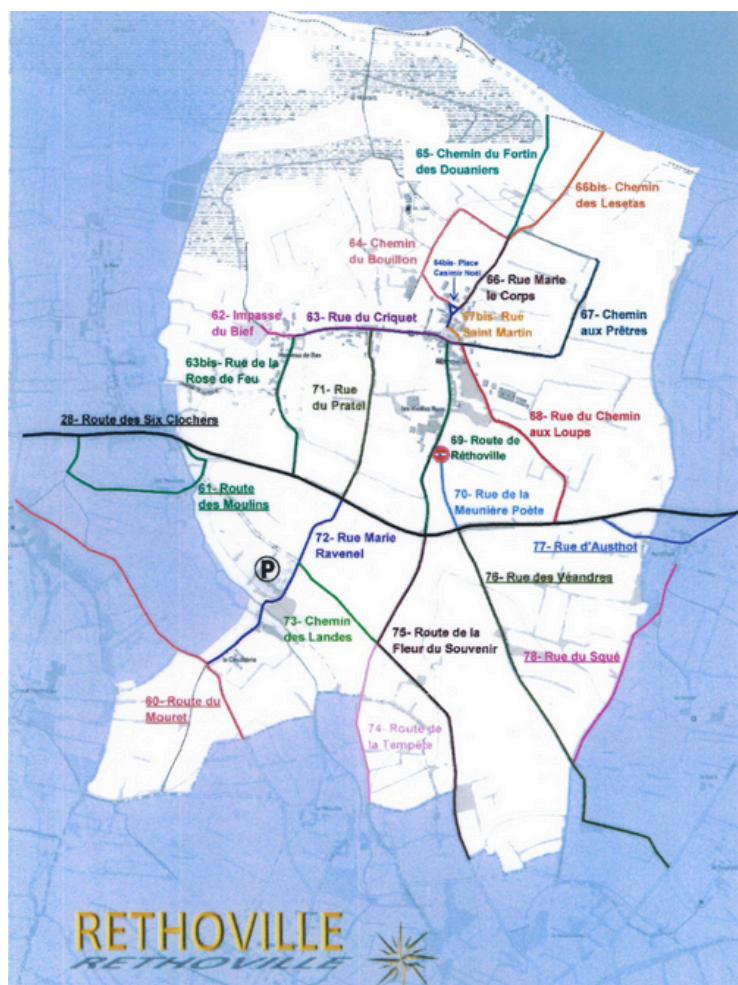 65- Chemin du Fortin
des Douaniers
66bis- Chemin
des Lesetas
64- Chemin
du Bouillon
64bis- Place
Casimir Noël
66- Rue Marie
le Corps
67- Chemin
aux Prêtres
62- Impasse
du Bief
63- Rue du Criquet
67bis- Rue
Saint Martin
63bis- Rue de la
Rose de Feu
71- Rue
du Pratel
68- Rue du Chemin
aux Loups
28- Route des Six Clochers
69- Route de
Réthoville
61- Route
des Moulins
70- Rue de la
Meunière Poète
72- Rue Marie
Ravenel
77- Rue d'Austhot
P
76- Rue des Véandres
73- Chemin
des Landes
75- Route de la
Fleur du Souvenir
78- Rue du Squé
60- Route du
Mouret
74- Route de
la Tempête
RETHOVILLE
RETHOVILLE